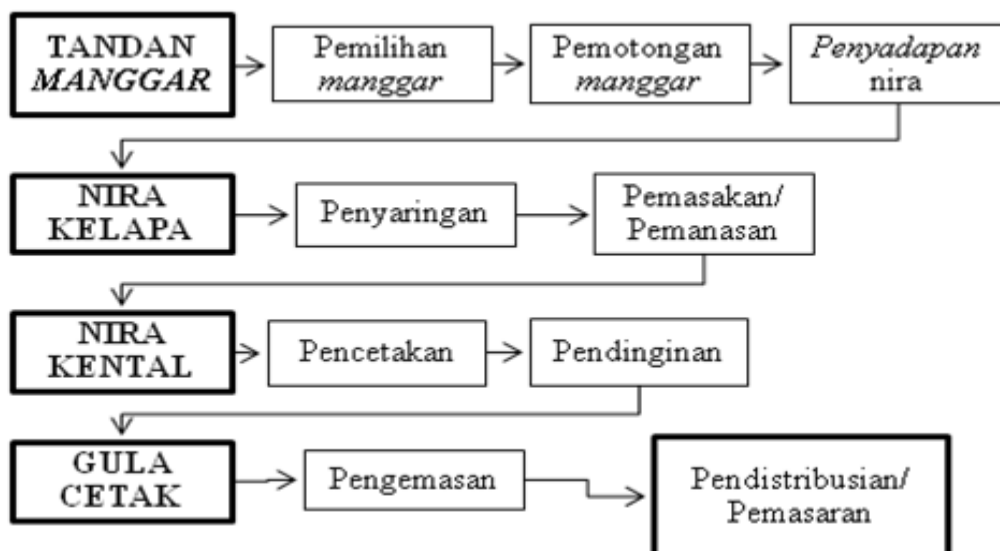 TANDAN
MANGGAR
Pemilihan
manggar
Pemotongan
manggar
Penyadapan
nira
NIRA
KELAPA
Penyaringan
Pemasakan/
Pemanasan
NIRA
KENTAL
Pencetakan
Pendinginan
GULA
CETAK
Pengemasan
Pendistribusian/
Pemasaran